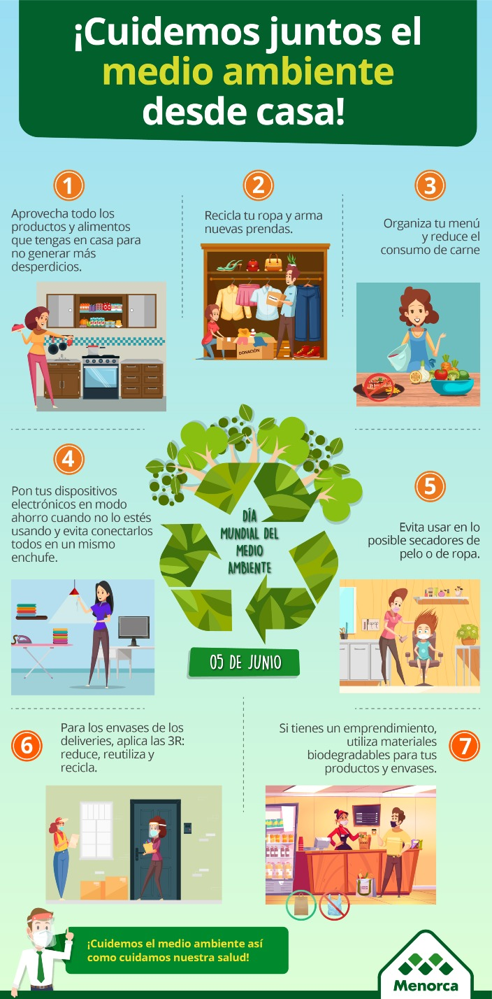 ¡Cuidemos juntos el
medio ambiente
desde casa!
1
Aprovecha todo los
productos y alimentos
que tengas en casa para
no generar más
desperdicios.
2
Recicla tu ropa y arma
nuevas prendas.
DONACIÓN
3
Organiza tu menú
y reduce el
consumo de carne
4
Pon tus dispositivos
electrónicos en modo
ahorro cuando no lo estés
usando y evita conectarlos
todos en un mismo
enchufe.
DÍA
MUNDIAL DEL
MEDIO
AMBIENTE
05 DE JUNIO
5
Evita usar en lo
posible secadores de
pelo o de ropa.
6
Para los envases de los
deliveries, aplica las 3R:
reduce, reutiliza y
recicla.
7
Si tienes un emprendimiento,
utiliza materiales
biodegradables para tus
productos y envases.
¡Cuidemos el medio ambiente así
como cuidamos nuestra salud!
Menorca